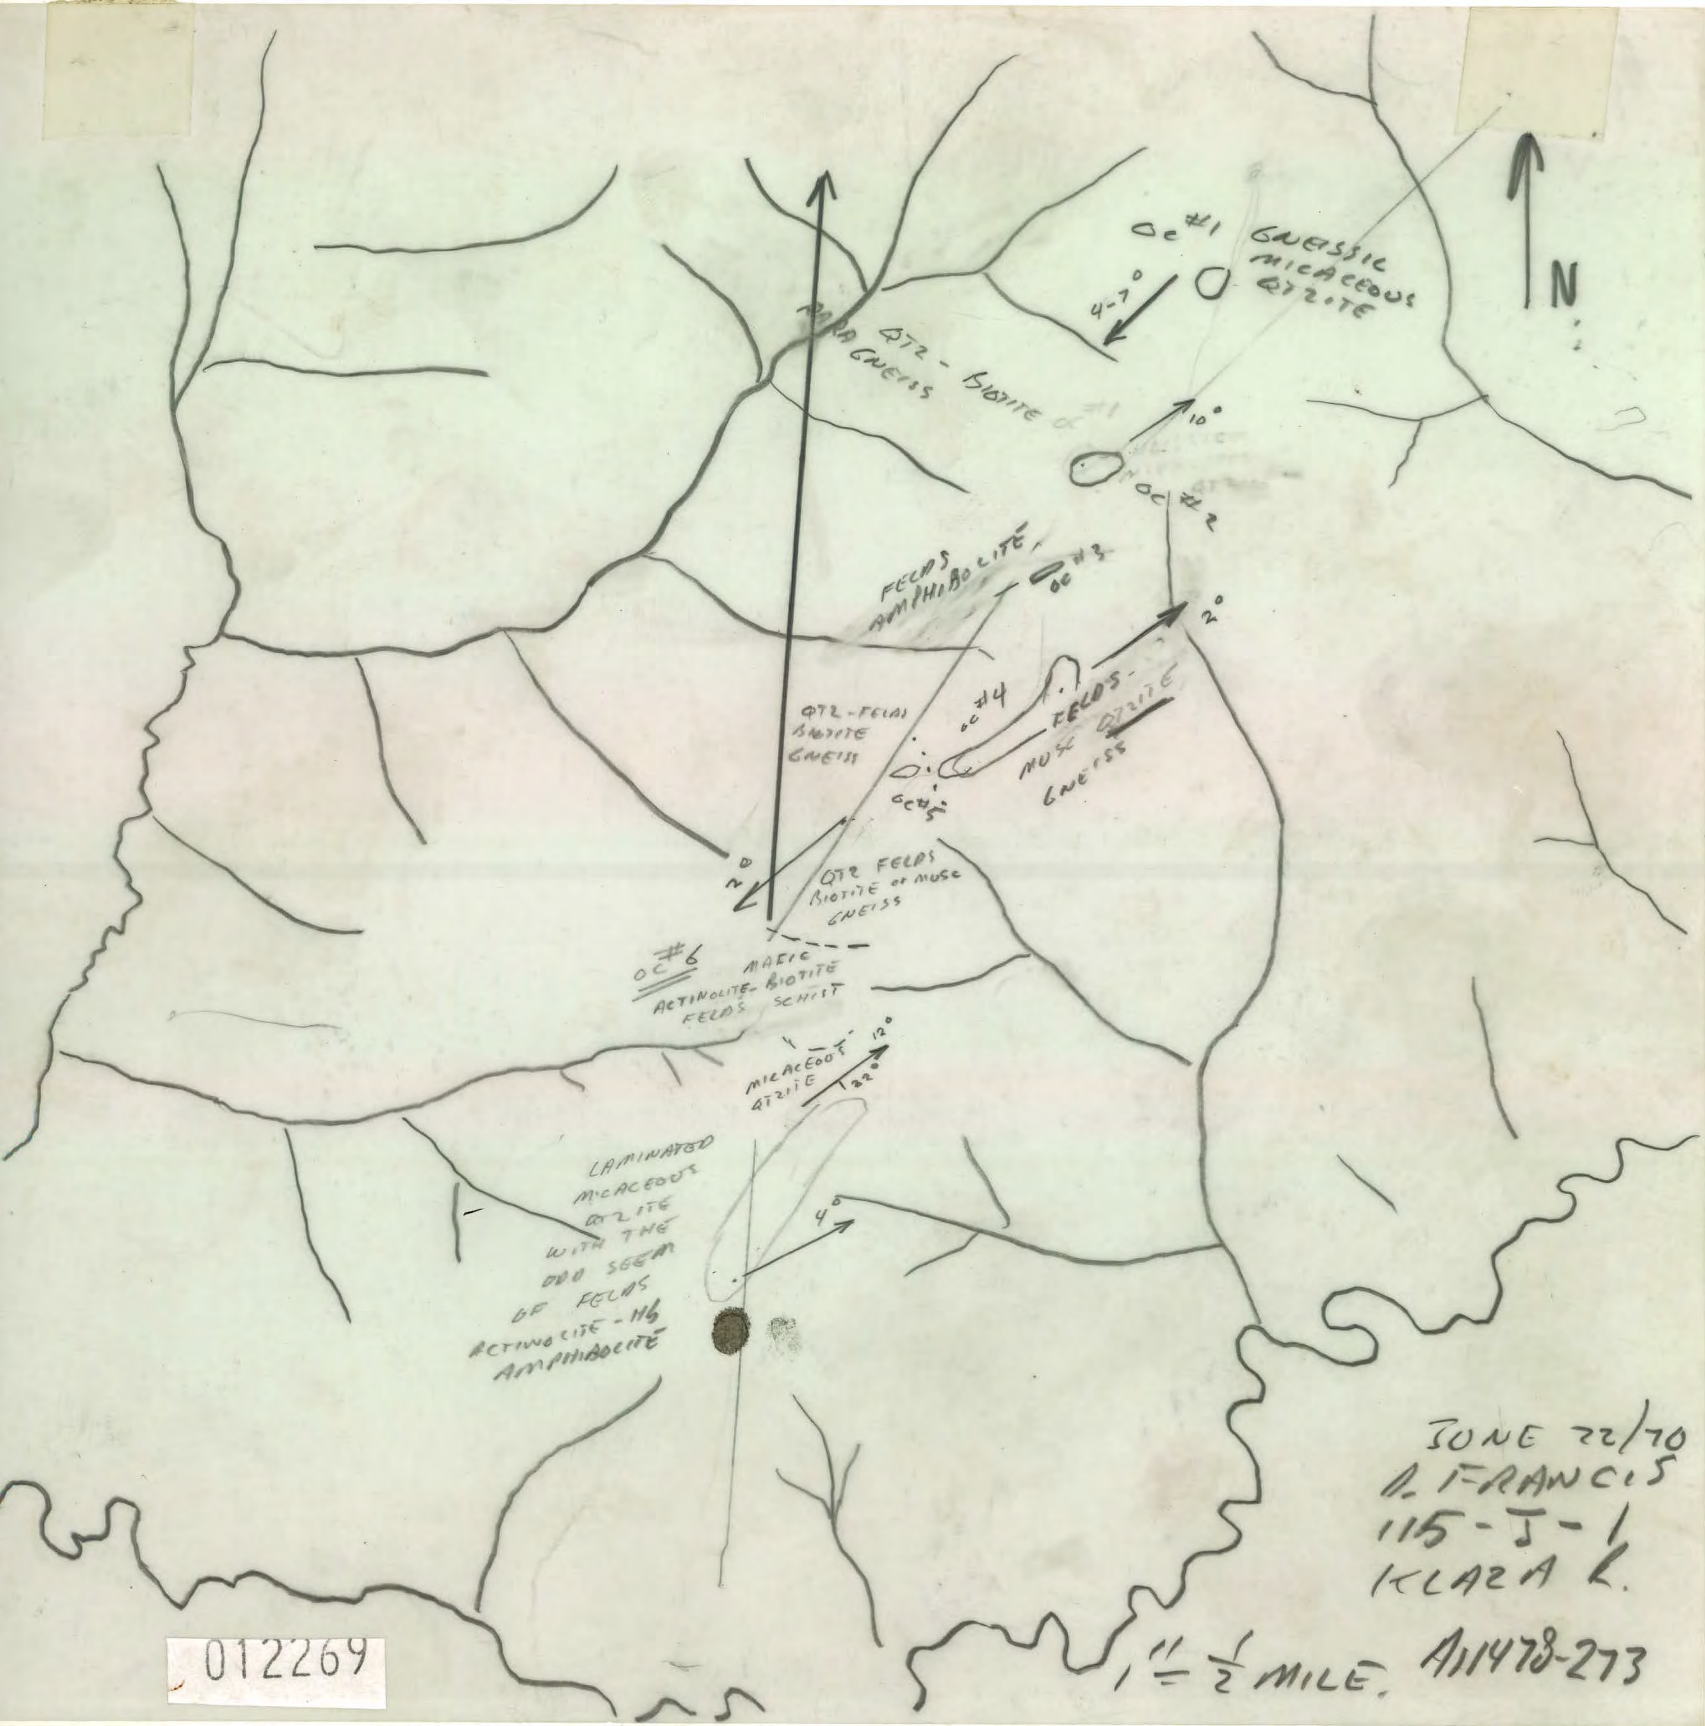 OC #1
GNEISSIC
MICACEOUS
QTZITE
4-7°
N
QTZ - BIOTITE
PARAGNEISS
10°
OC #2
FELDS
AMPHIBOLITE
OC #3
2°
OC #4
FELDS-
MUSC QTZITE
GNEISS
QTZ-FELDS
BIOTITE
GNEISS
OC #5
2°
QTZ FELDS
BIOTITE or MUSC
GNEISS
OC #6
MAFIC
ACTINOLITE-BIOTITE
FELDS SCHIST
MICACEOUS
QTZITE
12°
22°
LAMINATED
MICACEOUS
QTZITE
WITH THE
ODD SEEM
OF FELDS
ACTINOLITE-Hb
AMPHIBOLITE
4°
JUNE 22/70
D. FRANCIS
115-J-1
KLAZA R.
1" = 1/2 MILE.
A11478-273
012269